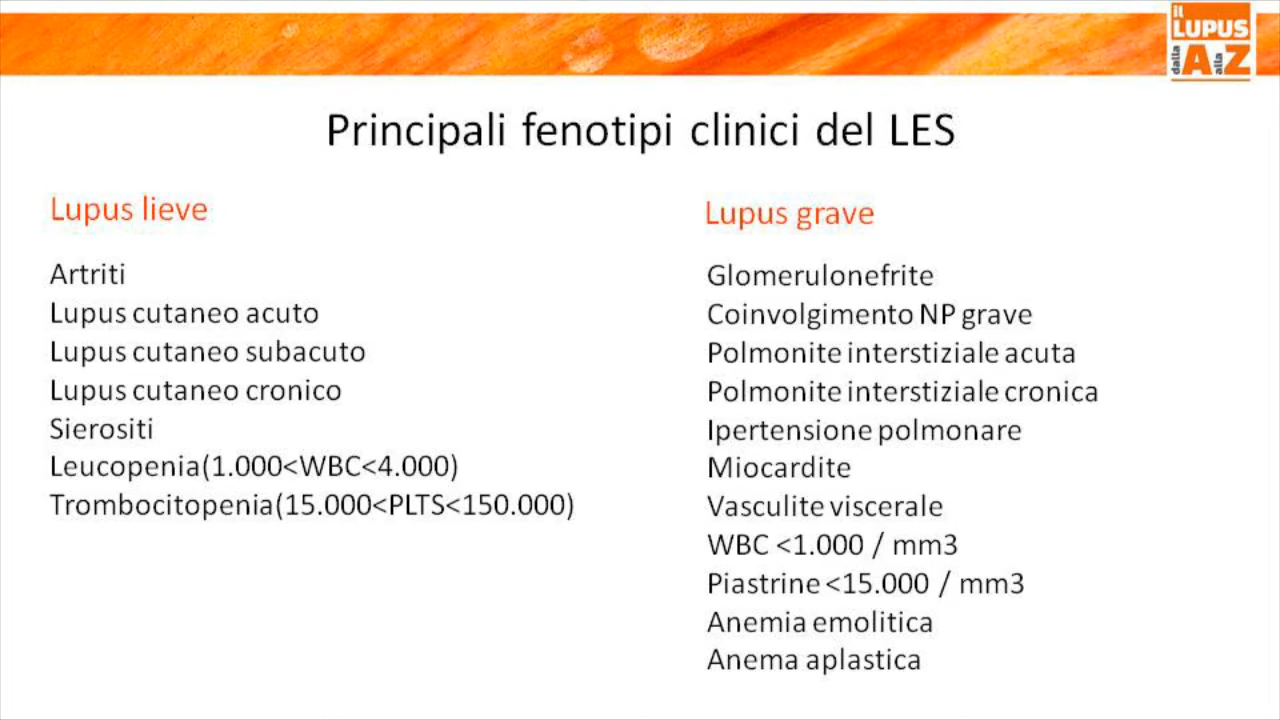 il
LUPUS
dalla A alla Z
Principali fenotipi clinici del LES
Lupus lieve
Artriti
Lupus cutaneo acuto
Lupus cutaneo subacuto
Lupus cutaneo cronico
Sierositi
Leucopenia(1.000<WBC<4.000)
Trombocitopenia(15.000<PLTS<150.000)
Lupus grave
Glomerulonefrite
Coinvolgimento NP grave
Polmonite interstiziale acuta
Polmonite interstiziale cronica
Ipertensione polmonare
Miocardite
Vasculite viscerale
WBC <1.000 / mm3
Piastrine <15.000 / mm3
Anemia emolitica
Anema aplastica